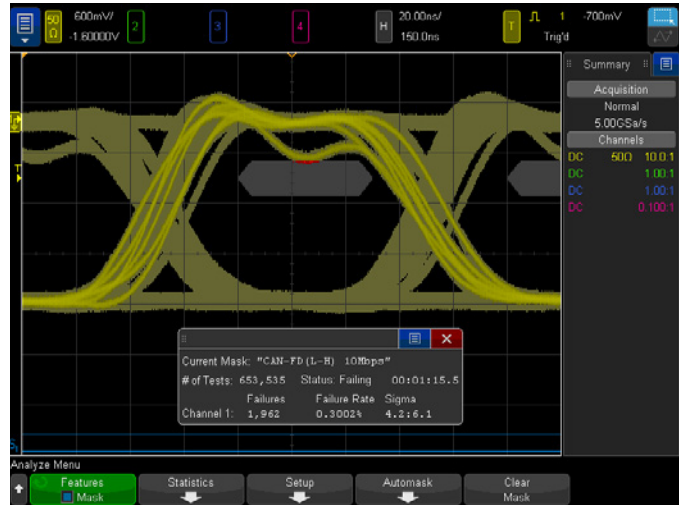 50 Ω 600mV/ -1.60000V 2 3 4 H 20.00ns/ 150.0ns T 1 -700mV Trig'd
Summary
Acquisition
Normal
5.00GSa/s
Channels
DC 50Ω 10.0:1
DC 1.00:1
DC 1.00:1
DC 0.100:1
T
Current Mask: "CAN-FD(L-H) 10Mbps"
# of Tests: 653,535 Status: Failing 00:01:15.5
Failures Failure Rate Sigma
Channel 1: 1,962 0.3002% 4.2:6.1
Analyze Menu
Features Statistics Setup Automask Clear
Mask Mask